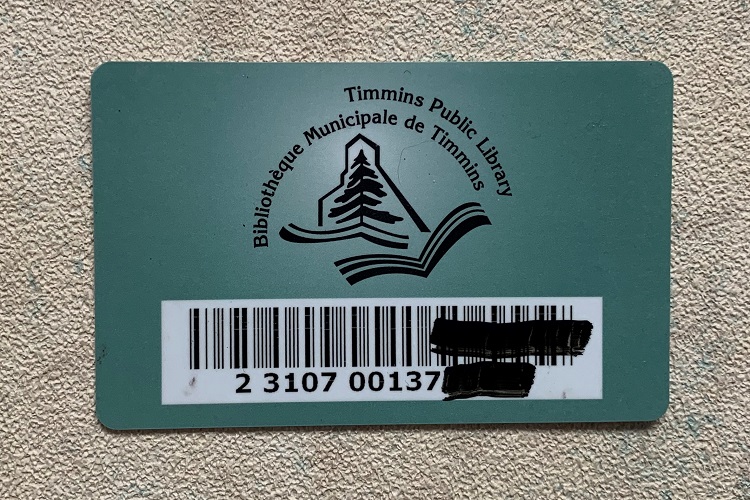 Timmins Public Library
Bibliothèque Municipale de Timmins
2 3107 00137